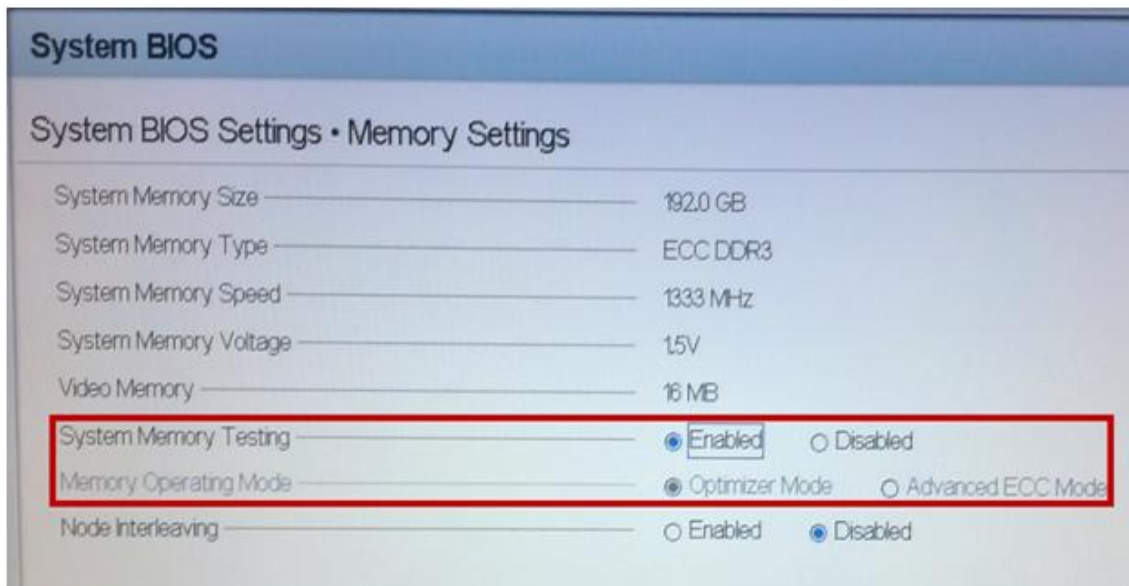 System BIOS
System BIOS Settings • Memory Settings
System Memory Size 192.0 GB
System Memory Type ECC DDR3
System Memory Speed 1333 MHz
System Memory Voltage 1.5V
Video Memory 16 MB
System Memory Testing Enabled Disabled
Memory Operating Mode Optimizer Mode Advanced ECC Mode
Node Interleaving Enabled Disabled